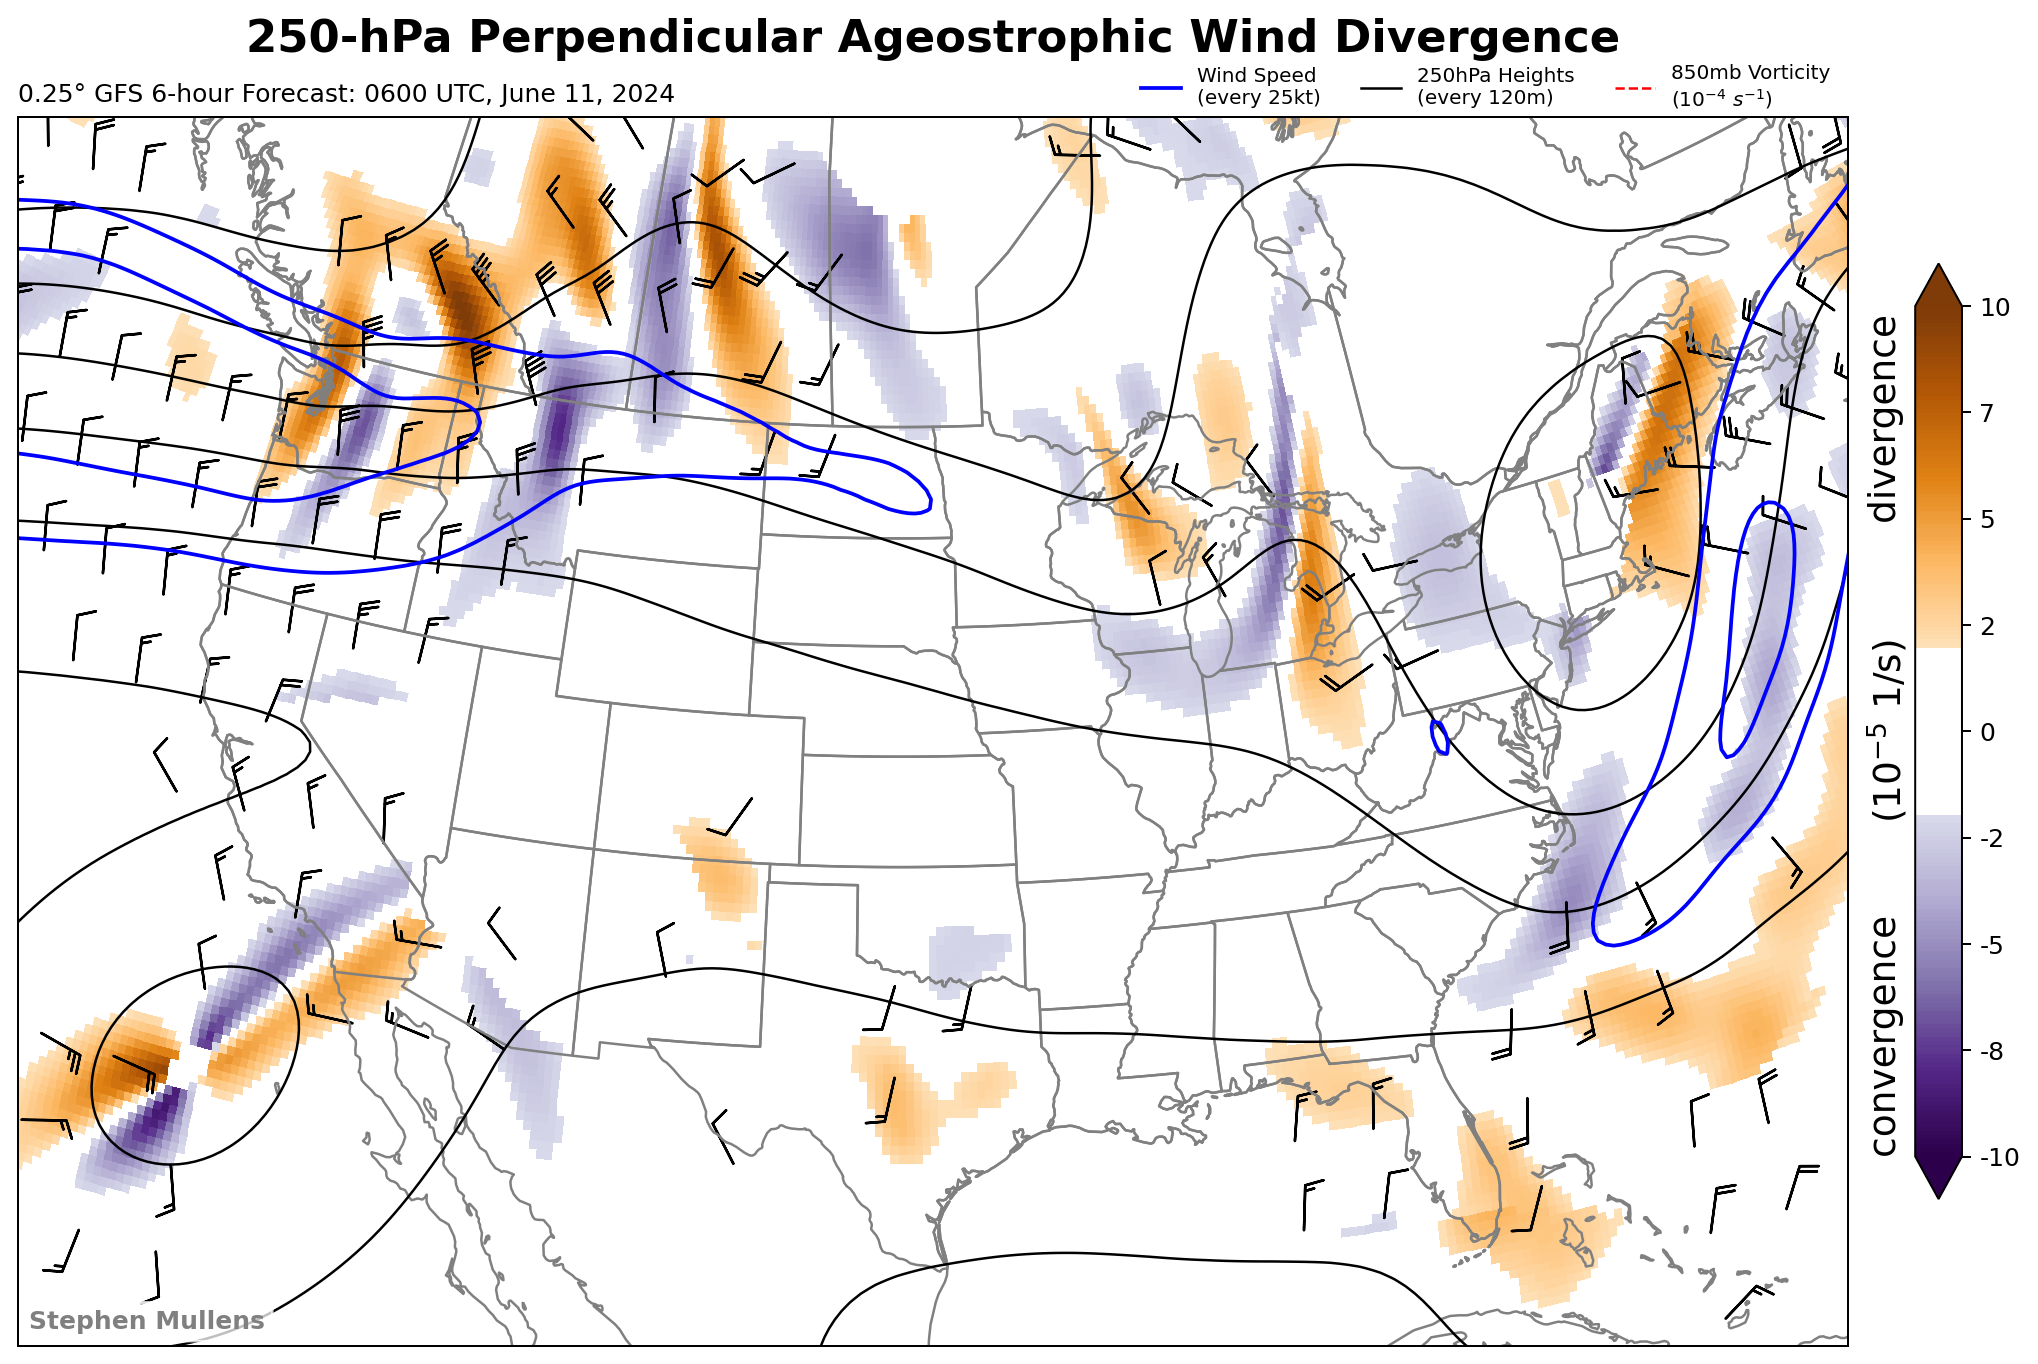 250-hPa Perpendicular Ageostrophic Wind Divergence
0.25° GFS 6-hour Forecast: 0600 UTC, June 11, 2024
Wind Speed
(every 25kt)
250hPa Heights
(every 120m)
850mb Vorticity
(10⁻⁴ s⁻¹)
10
7
5
2
0
-2
-5
-8
-10
convergence (10⁻⁵ 1/s) divergence
Stephen Mullens